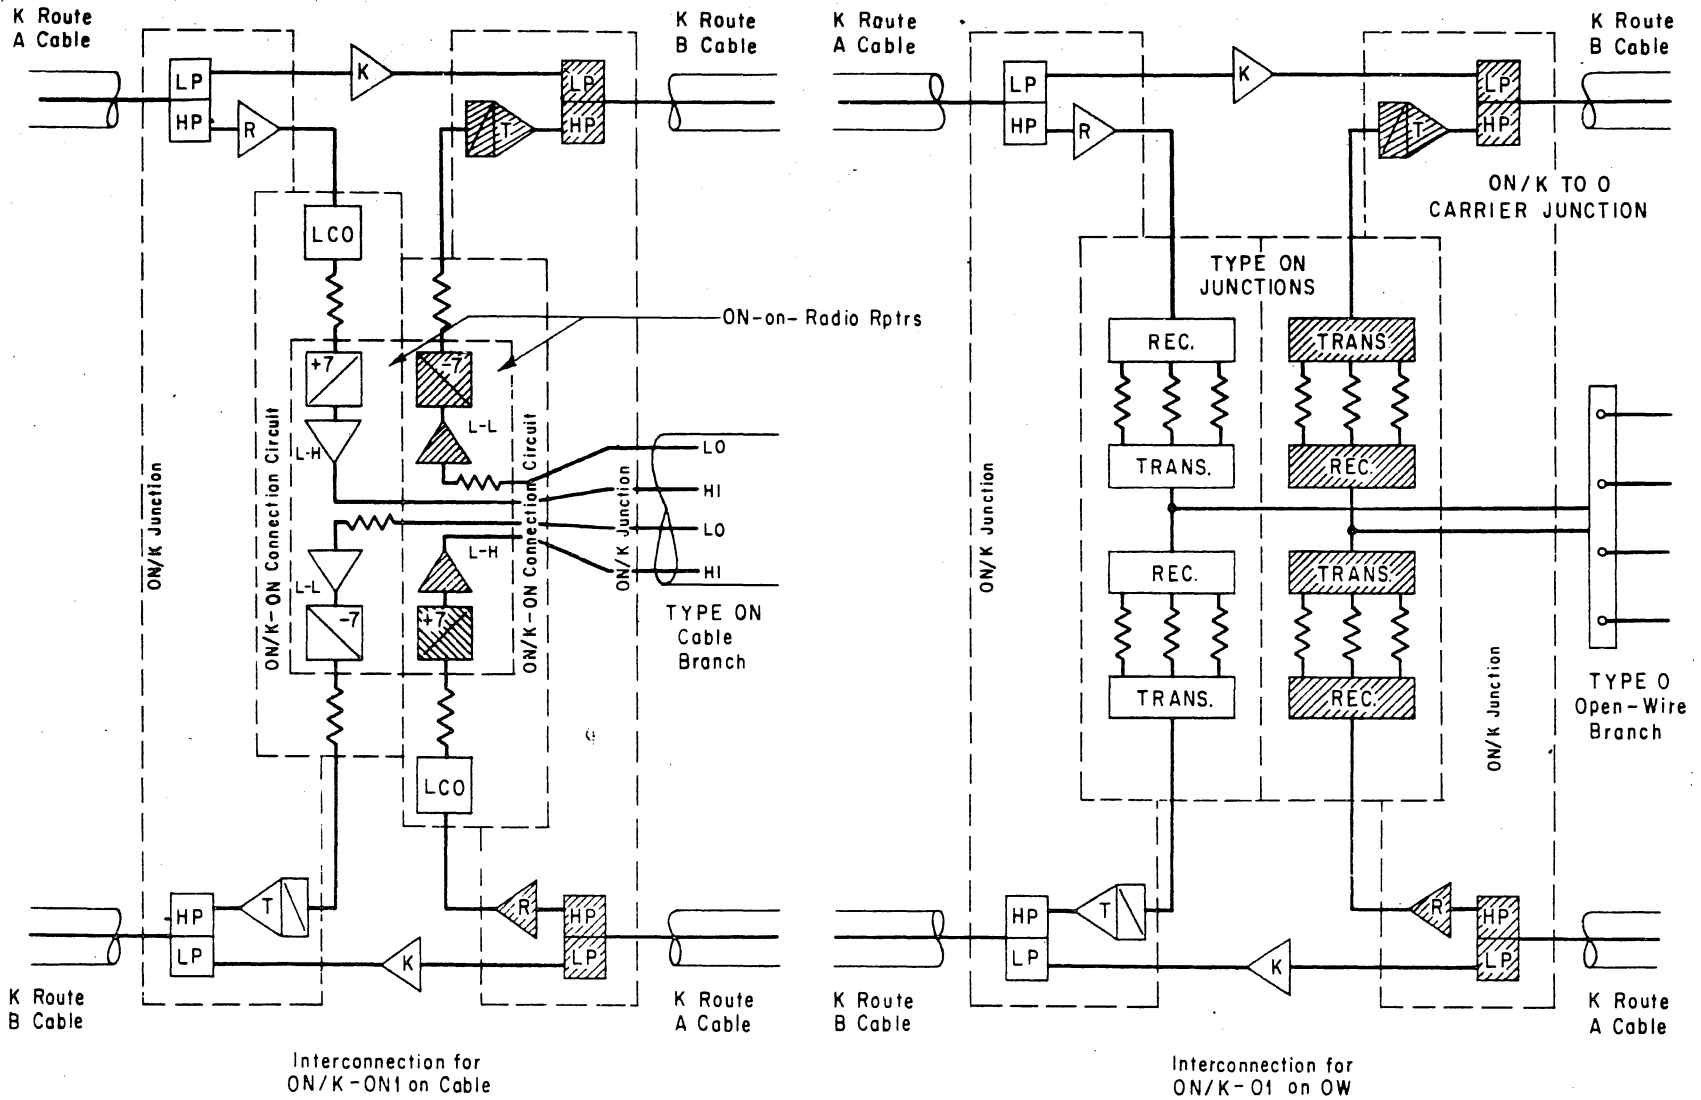 K Route
A Cable
K Route
B Cable
LP
HP
K
R
T
LP
HP
LCO
ON-on-Radio Rptrs
+7
-7
L-H
L-L
LO
HI
LO
HI
L-L
L-H
-7
+7
LCO
ON/K Junction
ON/K-ON Connection Circuit
ON/K-ON Connection Circuit
ON/K Junction
TYPE ON
Cable
Branch
HP
LP
T
K
R
HP
LP
K Route
B Cable
K Route
A Cable
Interconnection for
ON/K-ON1 on Cable
K Route
A Cable
K Route
B Cable
LP
HP
K
R
T
LP
HP
ON/K TO O
CARRIER JUNCTION
TYPE ON
JUNCTIONS
REC.
TRANS.
TRANS.
REC.
REC.
TRANS.
TRANS.
REC.
ON/K Junction
ON/K Junction
TYPE O
Open-Wire
Branch
HP
LP
T
K
R
HP
LP
K Route
B Cable
K Route
A Cable
Interconnection for
ON/K-O1 on OW